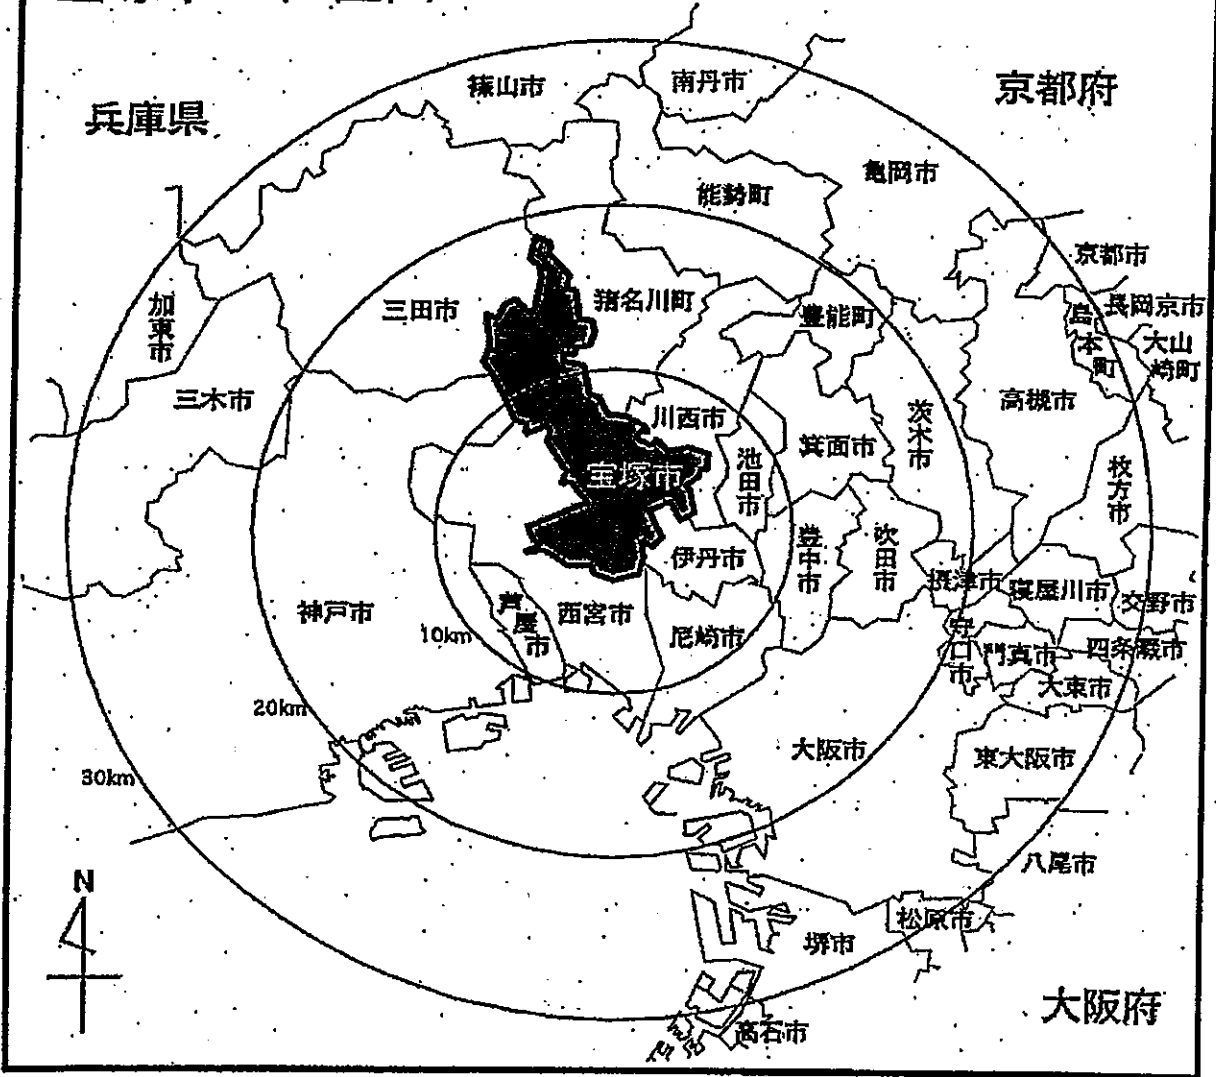 篠山市
南丹市
京都府
兵庫県
亀岡市
能勢町
京都市
加東市
三田市
猪名川町
豊能町
島本町
長岡京市
大山崎町
三木市
川西市
茨木市
高槻市
箕面市
宝塚市
池田市
枚方市
伊丹市
豊中市
吹田市
摂津市
寝屋川市
交野市
神戸市
芦屋市
西宮市
尼崎市
10km
守口市
門真市
四条畷市
大東市
20km
大阪市
東大阪市
30km
八尾市
N
松原市
堺市
大阪府
高石市